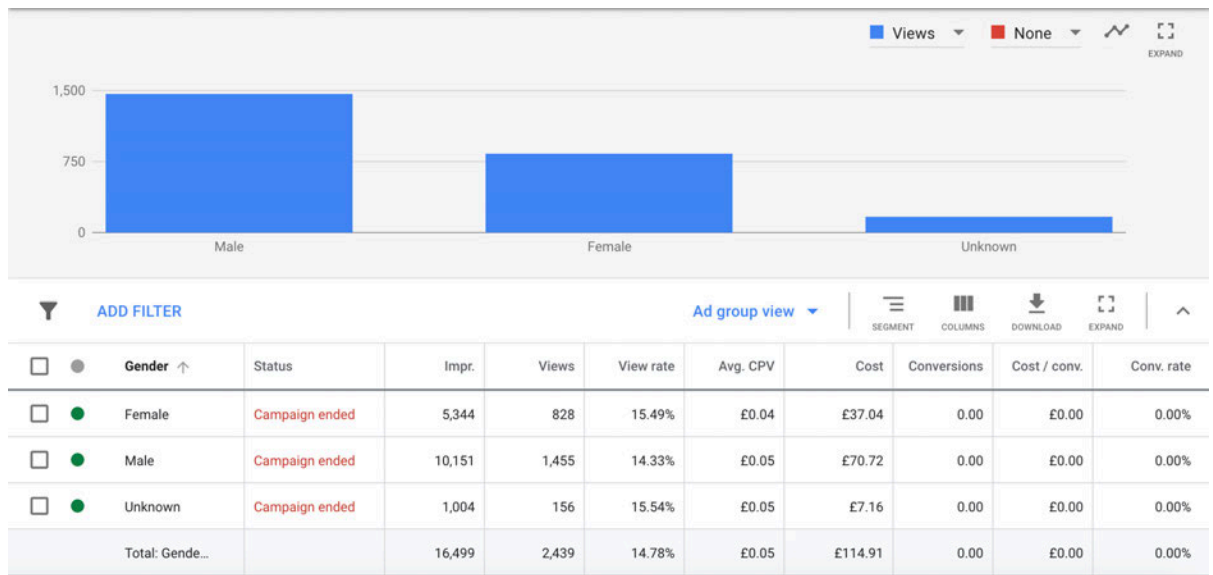 Views None
EXPAND
1,500
750
0
Male Female Unknown
ADD FILTER Ad group view SEGMENT COLUMNS DOWNLOAD EXPAND
Gender Status Impr. Views View rate Avg. CPV Cost Conversions Cost / conv. Conv. rate
Female Campaign ended 5,344 828 15.49% £0.04 £37.04 0.00 £0.00 0.00%
Male Campaign ended 10,151 1,455 14.33% £0.05 £70.72 0.00 £0.00 0.00%
Unknown Campaign ended 1,004 156 15.54% £0.05 £7.16 0.00 £0.00 0.00%
Total: Gende... 16,499 2,439 14.78% £0.05 £114.91 0.00 £0.00 0.00%